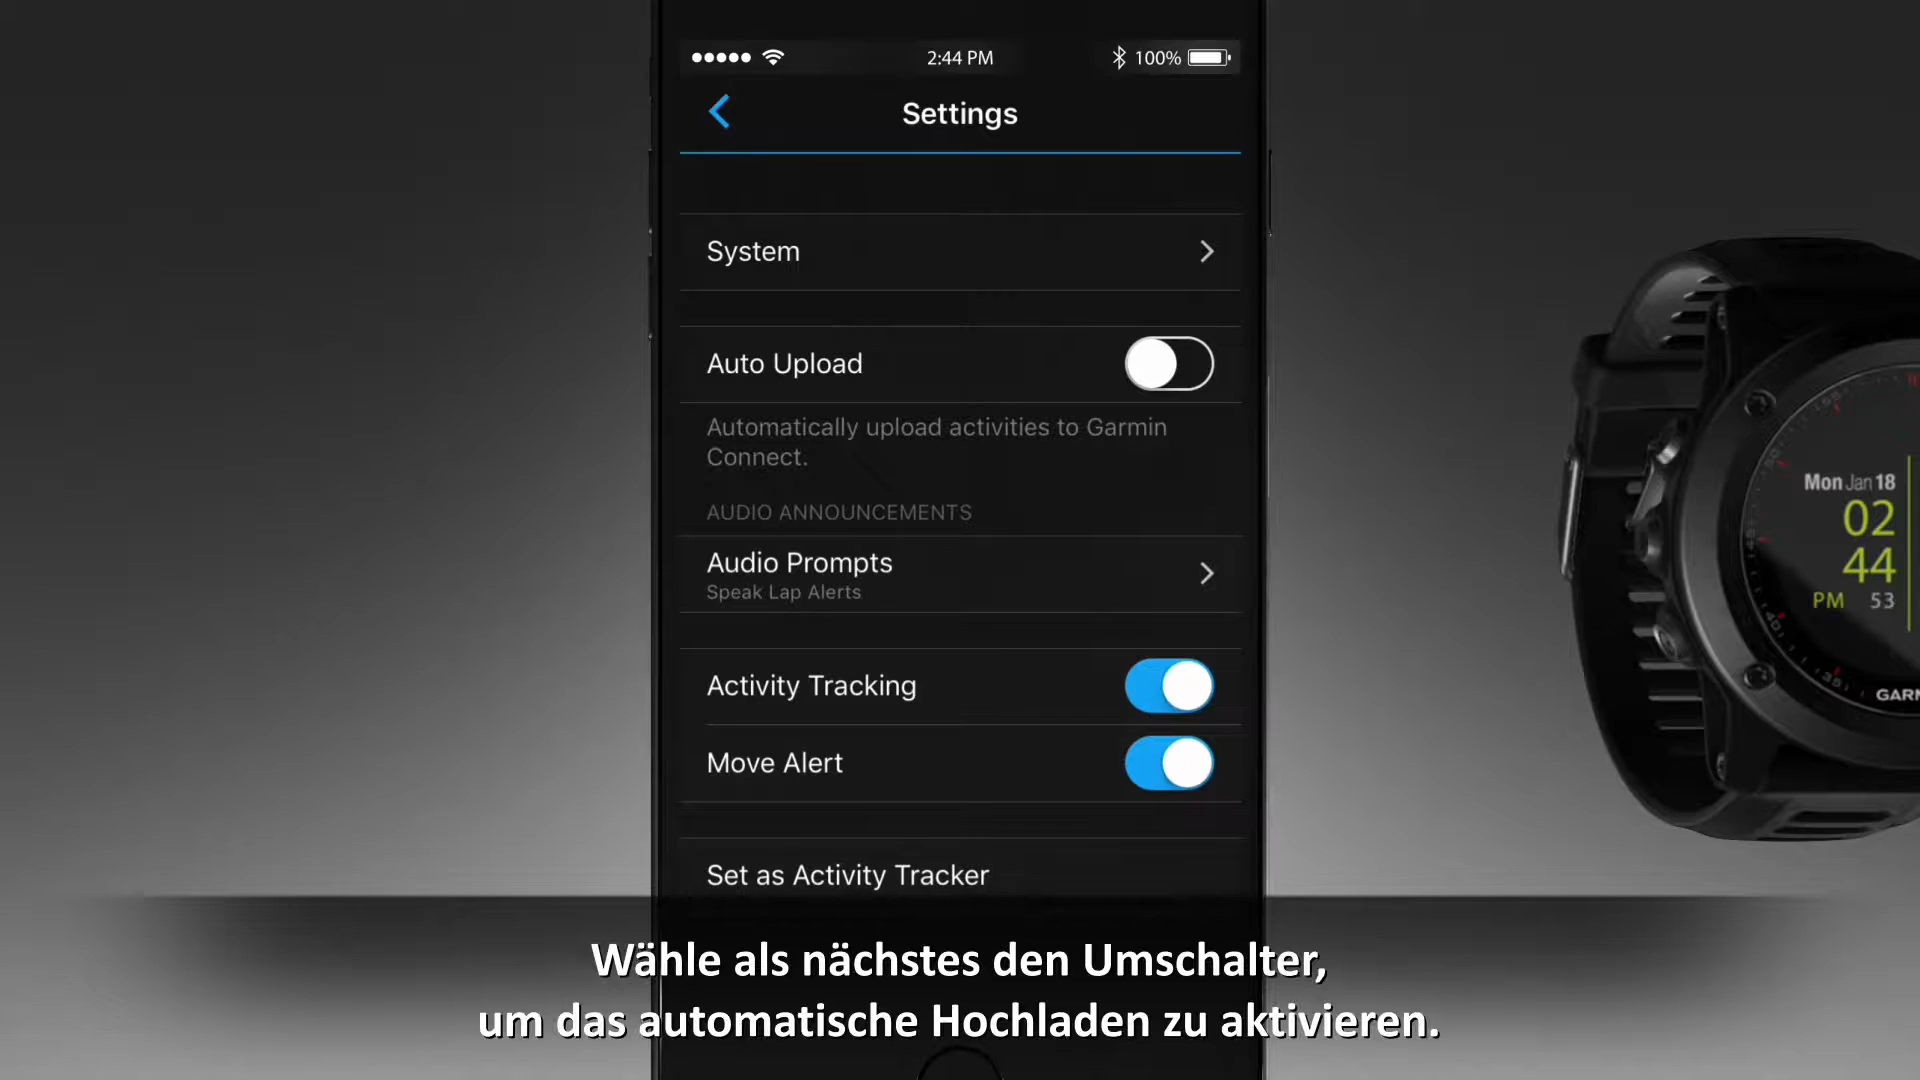 2:44 PM
100%
Settings
System
Auto Upload
Automatically upload activities to Garmin
Connect.
AUDIO ANNOUNCEMENTS
Audio Prompts
Speak Lap Alerts
Activity Tracking
Move Alert
Set as Activity Tracker
Mon Jan 18
02
44
PM 53
Wähle als nächstes den Umschalter,
um das automatische Hochladen zu aktivieren.